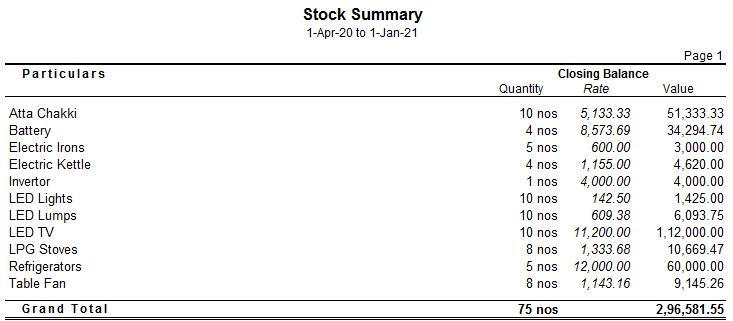 Stock Summary
1-Apr-20 to 1-Jan-21
Page 1
Particulars Closing Balance
Quantity Rate Value
Atta Chakki 10 nos 5,133.33 51,333.33
Battery 4 nos 8,573.69 34,294.74
Electric Irons 5 nos 600.00 3,000.00
Electric Kettle 4 nos 1,155.00 4,620.00
Invertor 1 nos 4,000.00 4,000.00
LED Lights 10 nos 142.50 1,425.00
LED Lumps 10 nos 609.38 6,093.75
LED TV 10 nos 11,200.00 1,12,000.00
LPG Stoves 8 nos 1,333.68 10,669.47
Refrigerators 5 nos 12,000.00 60,000.00
Table Fan 8 nos 1,143.16 9,145.26
Grand Total 75 nos 2,96,581.55